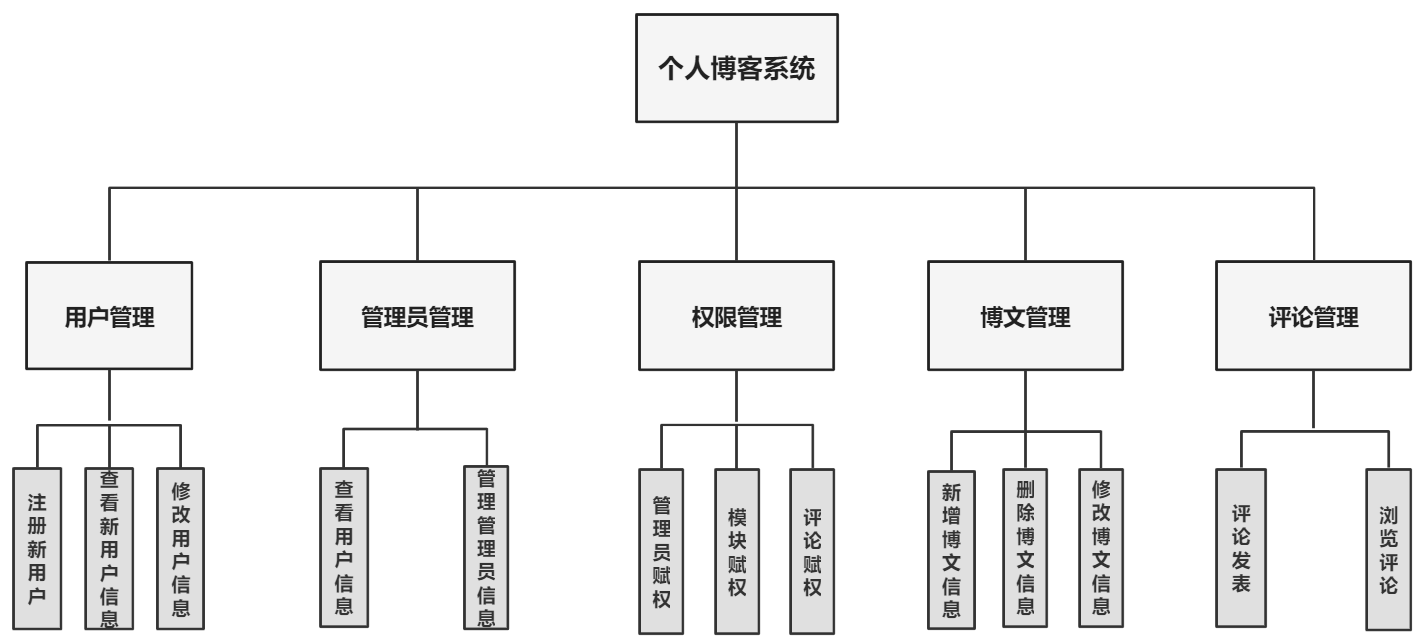 个人博客系统
用户管理
管理员管理
权限管理
博文管理
评论管理
注册新用户
查看新用户信息
修改用户信息
查看用户信息
管理管理员信息
管理员赋权
模块赋权
评论赋权
新增博文信息
删除博文信息
修改博文信息
评论发表
浏览评论